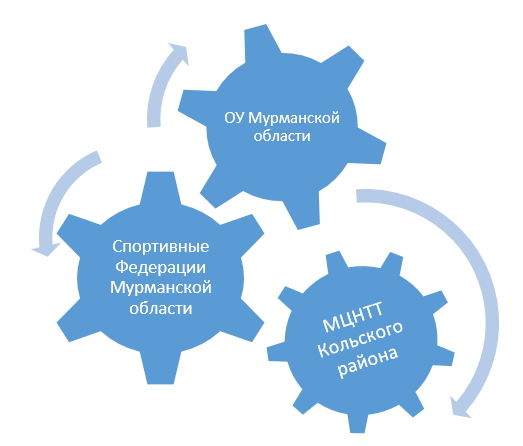 ОУ Мурманской
области
Спортивные
Федерации
Мурманской
области
МЦНТТ
Кольского
района